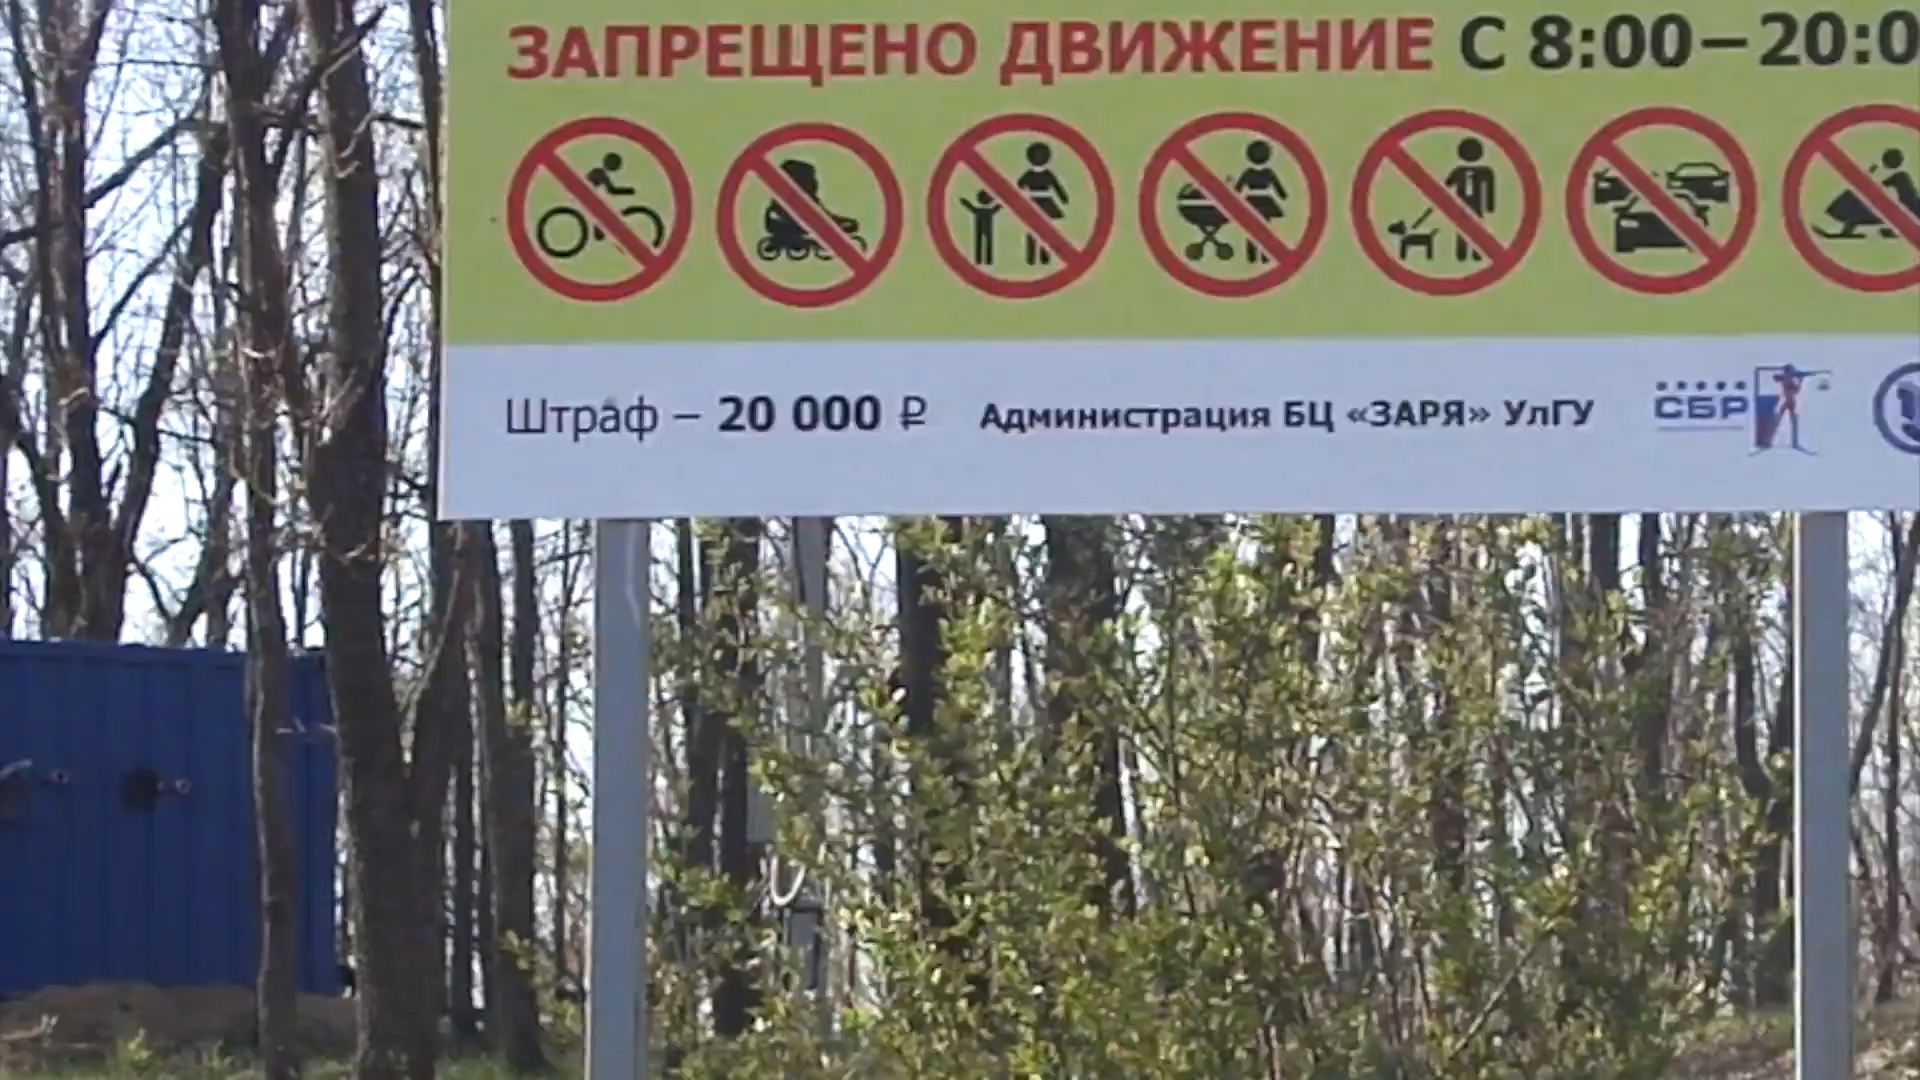 ЗАПРЕЩЕНО ДВИЖЕНИЕ С 8:00–20:0
Штраф – 20 000 ₽ Администрация БЦ «ЗАРЯ» УлГУ СБР